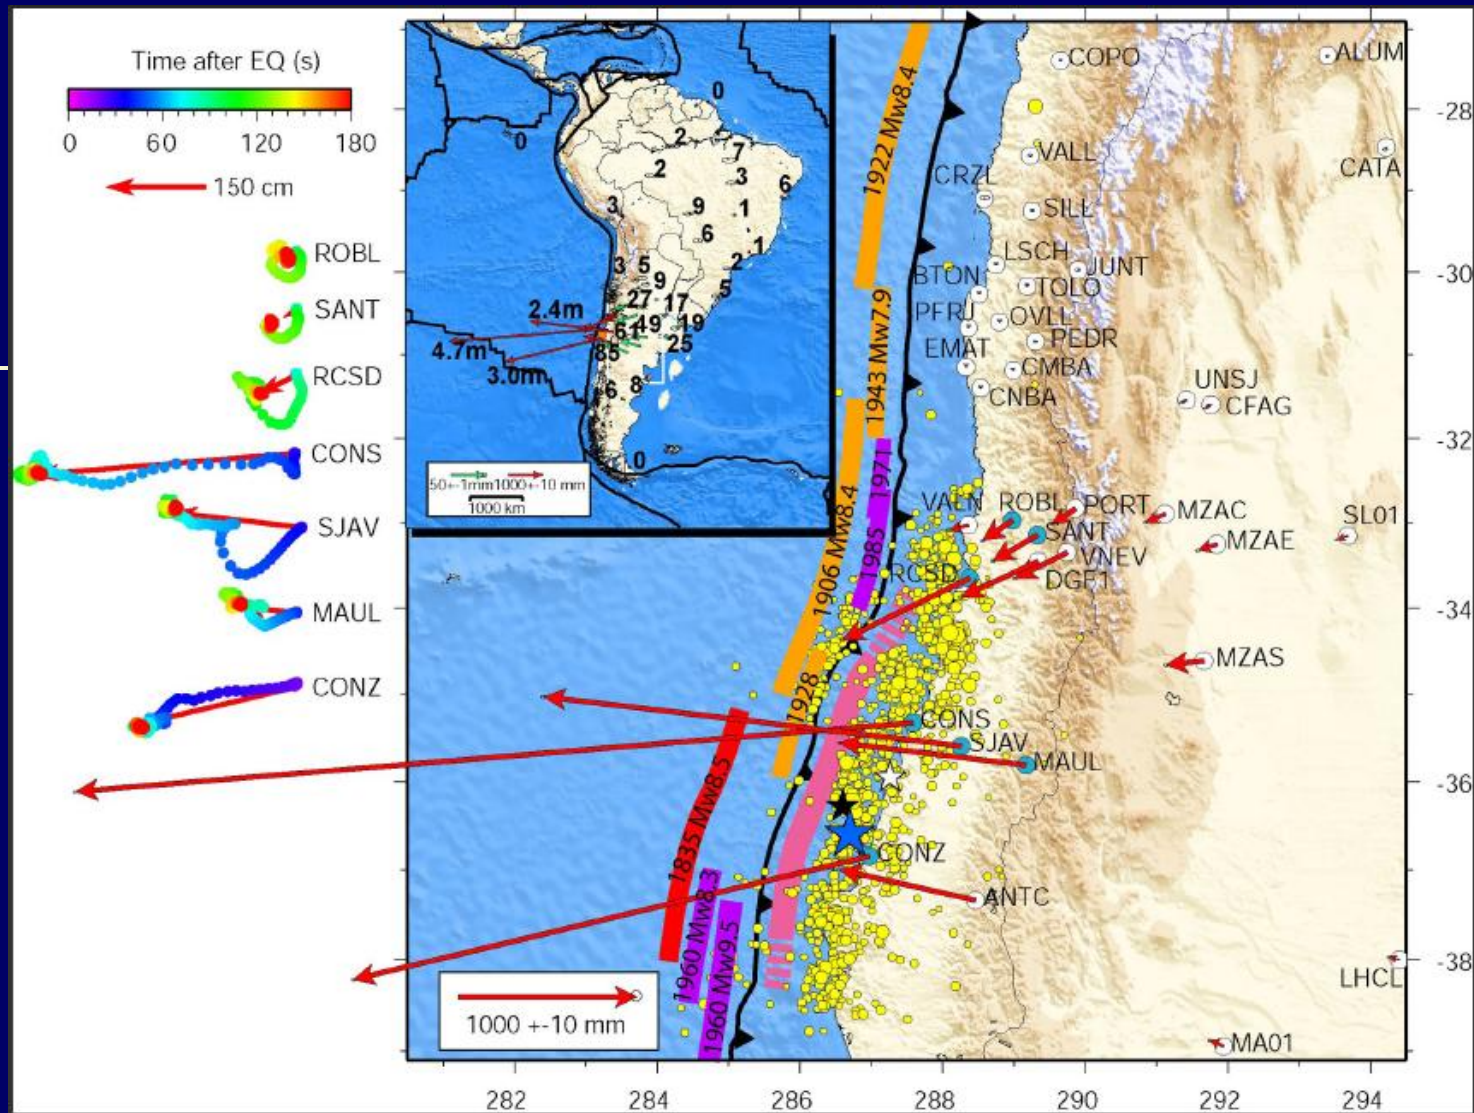 Time after EQ (s)
0 60 120 180
150 cm
ROBL
SANT
RCSD
CONS
SJAV
MAUL
CONZ
0
0
2
7
2
3
6
3
9
1
6
1
3
5
2
9
5
27
17
2.4m
61
49
19
4.7m
85
25
3.0m
6
8
0
50+-1mm 1000+-10 mm
1000 km
1922 Mw8.4
1943 Mw7.9
1971
1906 Mw8.4
1985
1928
1835 Mw8.5
1960 Mw8.3
1960 Mw9.5
COPO
ALUM
VALL
CATA
CRZL
SILL
LSCH
JUNT
BTON
TOLO
PFRJ
OVLL
PEDR
EMAT
CMBA
CNBA
UNSJ
CFAG
VALN
ROBL
PORT
MZAC
SL01
SANT
MZAE
VNEV
RCSD
DGF1
MZAS
CONS
SJAV
MAUL
CONZ
ANTC
LHCL
MA01
1000 +-10 mm
-28
-30
-32
-34
-36
-38
282 284 286 288 290 292 294